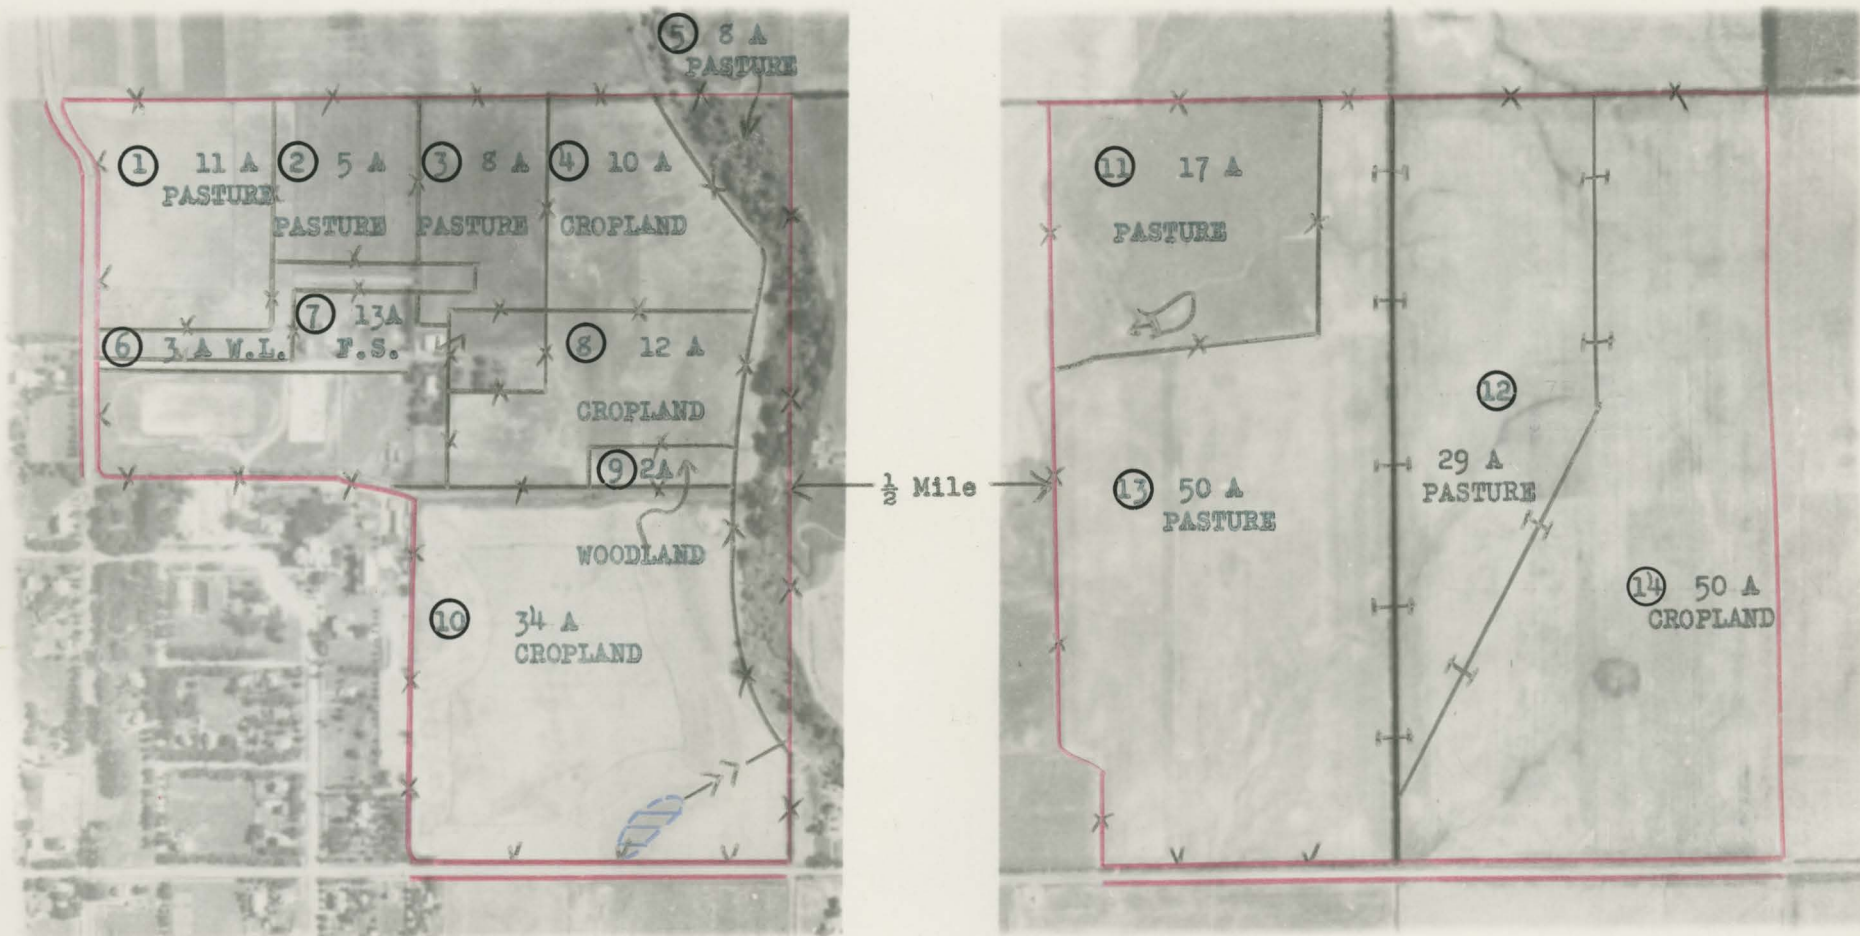 5 8 A
PASTURE
1 11 A
PASTURE
2 5 A
PASTURE
3 8 A
PASTURE
4 10 A
CROPLAND
6 3 A W.L.
7 13A
F.S.
8 12 A
CROPLAND
9 2A
WOODLAND
10 34 A
CROPLAND
½ Mile
11 17 A
PASTURE
12
29 A
PASTURE
13 50 A
PASTURE
14 50 A
CROPLAND